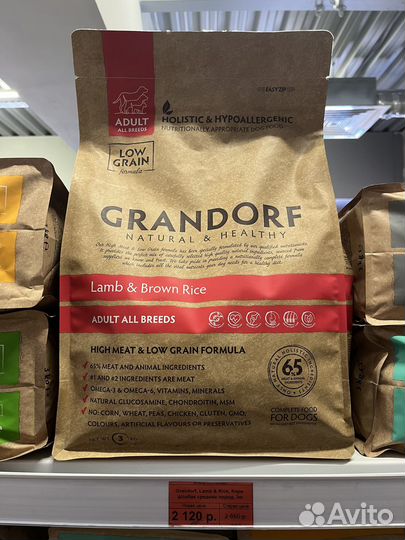 ADULT
ALL BREEDS
EASYZIP
HOLISTIC & HYPOALLERGENIC
NUTRITIONALLY APPROPRIATE DOG FOOD
LOW
GRAIN
formula
GRANDORF
NATURAL & HEALTHY
Lamb & Brown Rice
ADULT ALL BREEDS
HIGH MEAT & LOW GRAIN FORMULA
65% MEAT AND ANIMAL INGREDIENTS
#1 AND #2 INGREDIENTS ARE MEAT
OMEGA-3 & OMEGA-6, VITAMINS, MINERALS
NATURAL GLUCOSAMINE, CHONDROITIN, MSM
NO: CORN, WHEAT, PEAS, CHICKEN, GLUTEN, GMO,
COLOURS, ARTIFICIAL FLAVOURS OR PRESERVATIVES
65
COMPLETE FOOD
FOR DOGS
3
Grandorf, Lamb & Rice, Корм
2 120 р.
Avito